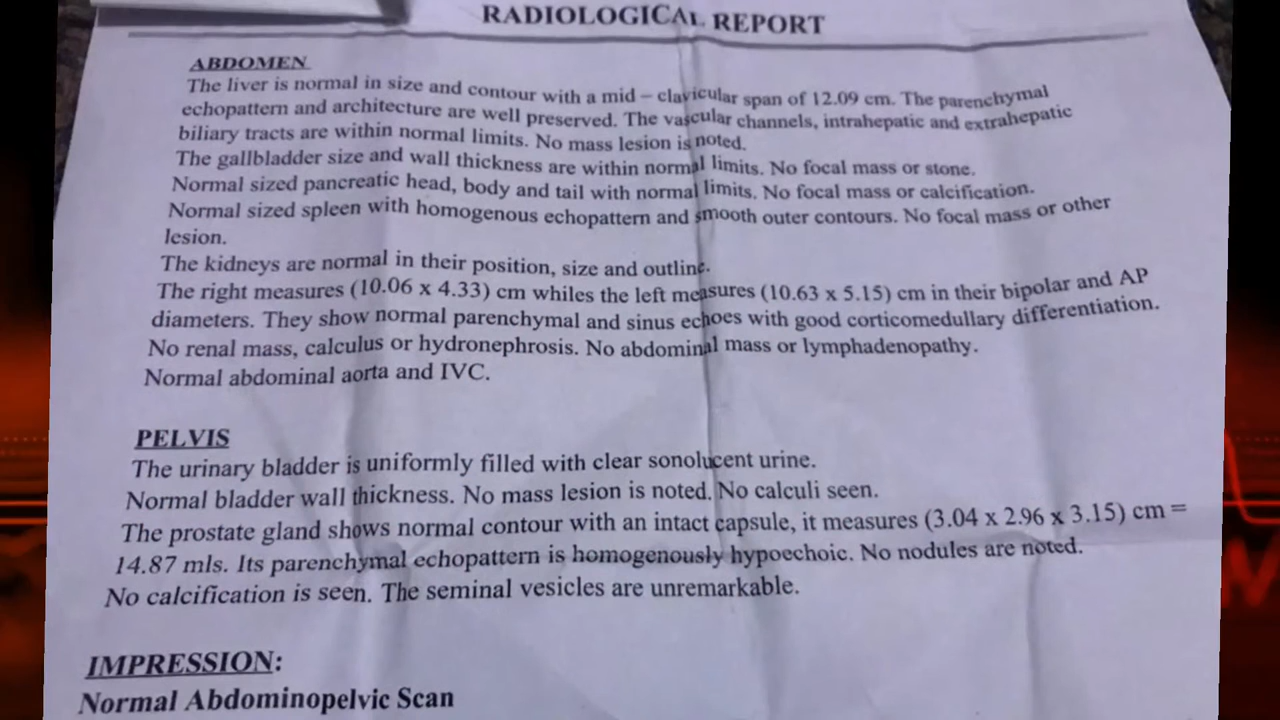 RADIOLOGICAL REPORT
ABDOMEN
The liver is normal in size and contour with a mid – clavicular span of 12.09 cm. The parenchymal
echopattern and architecture are well preserved. The vascular channels, intrahepatic and extrahepatic
biliary tracts are within normal limits. No mass lesion is noted.
The gallbladder size and wall thickness are within normal limits. No focal mass or stone.
Normal sized pancreatic head, body and tail with normal limits. No focal mass or calcification.
Normal sized spleen with homogenous echopattern and smooth outer contours. No focal mass or other
lesion.
The kidneys are normal in their position, size and outline.
The right measures (10.06 x 4.33) cm whiles the left measures (10.63 x 5.15) cm in their bipolar and AP
diameters. They show normal parenchymal and sinus echoes with good corticomedullary differentiation.
No renal mass, calculus or hydronephrosis. No abdominal mass or lymphadenopathy.
Normal abdominal aorta and IVC.
PELVIS
The urinary bladder is uniformly filled with clear sonolucent urine.
Normal bladder wall thickness. No mass lesion is noted. No calculi seen.
The prostate gland shows normal contour with an intact capsule, it measures (3.04 x 2.96 x 3.15) cm =
14.87 mls. Its parenchymal echopattern is homogenously hypoechoic. No nodules are noted.
No calcification is seen. The seminal vesicles are unremarkable.
IMPRESSION:
Normal Abdominopelvic Scan